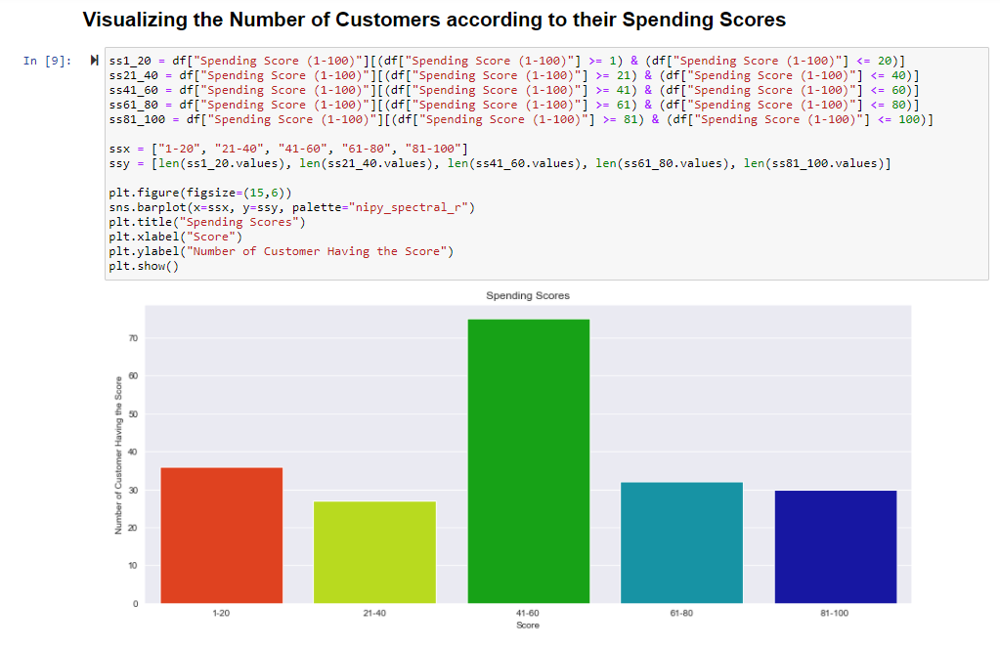 Visualizing the Number of Customers according to their Spending Scores
In [9]:
ss1_20 = df["Spending Score (1-100)"][(df["Spending Score (1-100)"] >= 1) & (df["Spending Score (1-100)"] <= 20)]
ss21_40 = df["Spending Score (1-100)"][(df["Spending Score (1-100)"] >= 21) & (df["Spending Score (1-100)"] <= 40)]
ss41_60 = df["Spending Score (1-100)"][(df["Spending Score (1-100)"] >= 41) & (df["Spending Score (1-100)"] <= 60)]
ss61_80 = df["Spending Score (1-100)"][(df["Spending Score (1-100)"] >= 61) & (df["Spending Score (1-100)"] <= 80)]
ss81_100 = df["Spending Score (1-100)"][(df["Spending Score (1-100)"] >= 81) & (df["Spending Score (1-100)"] <= 100)]
ssx = ["1-20", "21-40", "41-60", "61-80", "81-100"]
ssy = [len(ss1_20.values), len(ss21_40.values), len(ss41_60.values), len(ss61_80.values), len(ss81_100.values)]
plt.figure(figsize=(15,6))
sns.barplot(x=ssx, y=ssy, palette="nipy_spectral_r")
plt.title("Spending Scores")
plt.xlabel("Score")
plt.ylabel("Number of Customer Having the Score")
plt.show()
Spending Scores
Number of Customer Having the Score
70
60
50
40
30
20
10
0
1-20 21-40 41-60 61-80 81-100
Score